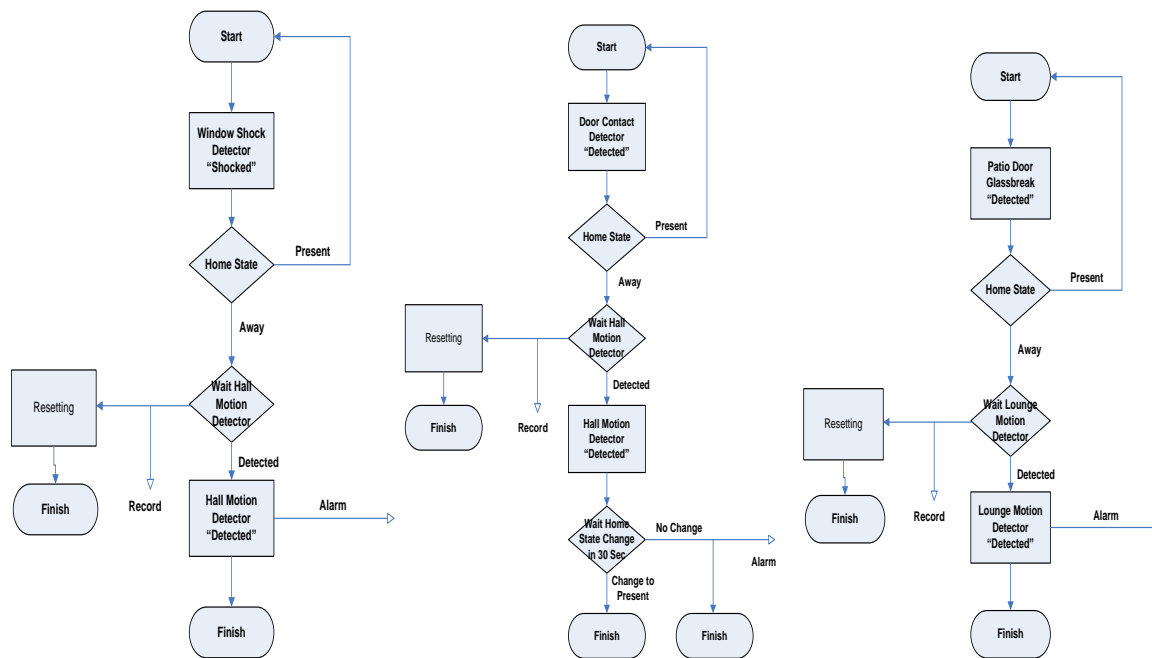 Start
Window Shock
Detector
“Shocked”
Home State
Present
Away
Wait Hall
Motion
Detector
Resetting
Finish
Record
Detected
Hall Motion
Detector
“Detected”
Alarm
Finish
Start
Door Contact
Detector
“Detected”
Home State
Present
Away
Wait Hall
Motion
Detector
Resetting
Finish
Record
Detected
Hall Motion
Detector
“Detected”
Wait Home
State Change
in 30 Sec
No Change
Alarm
Change to
Present
Finish
Finish
Start
Patio Door
Glassbreak
“Detected”
Home State
Present
Away
Wait Lounge
Motion
Detector
Resetting
Finish
Record
Detected
Lounge Motion
Detector
“Detected”
Alarm
Finish